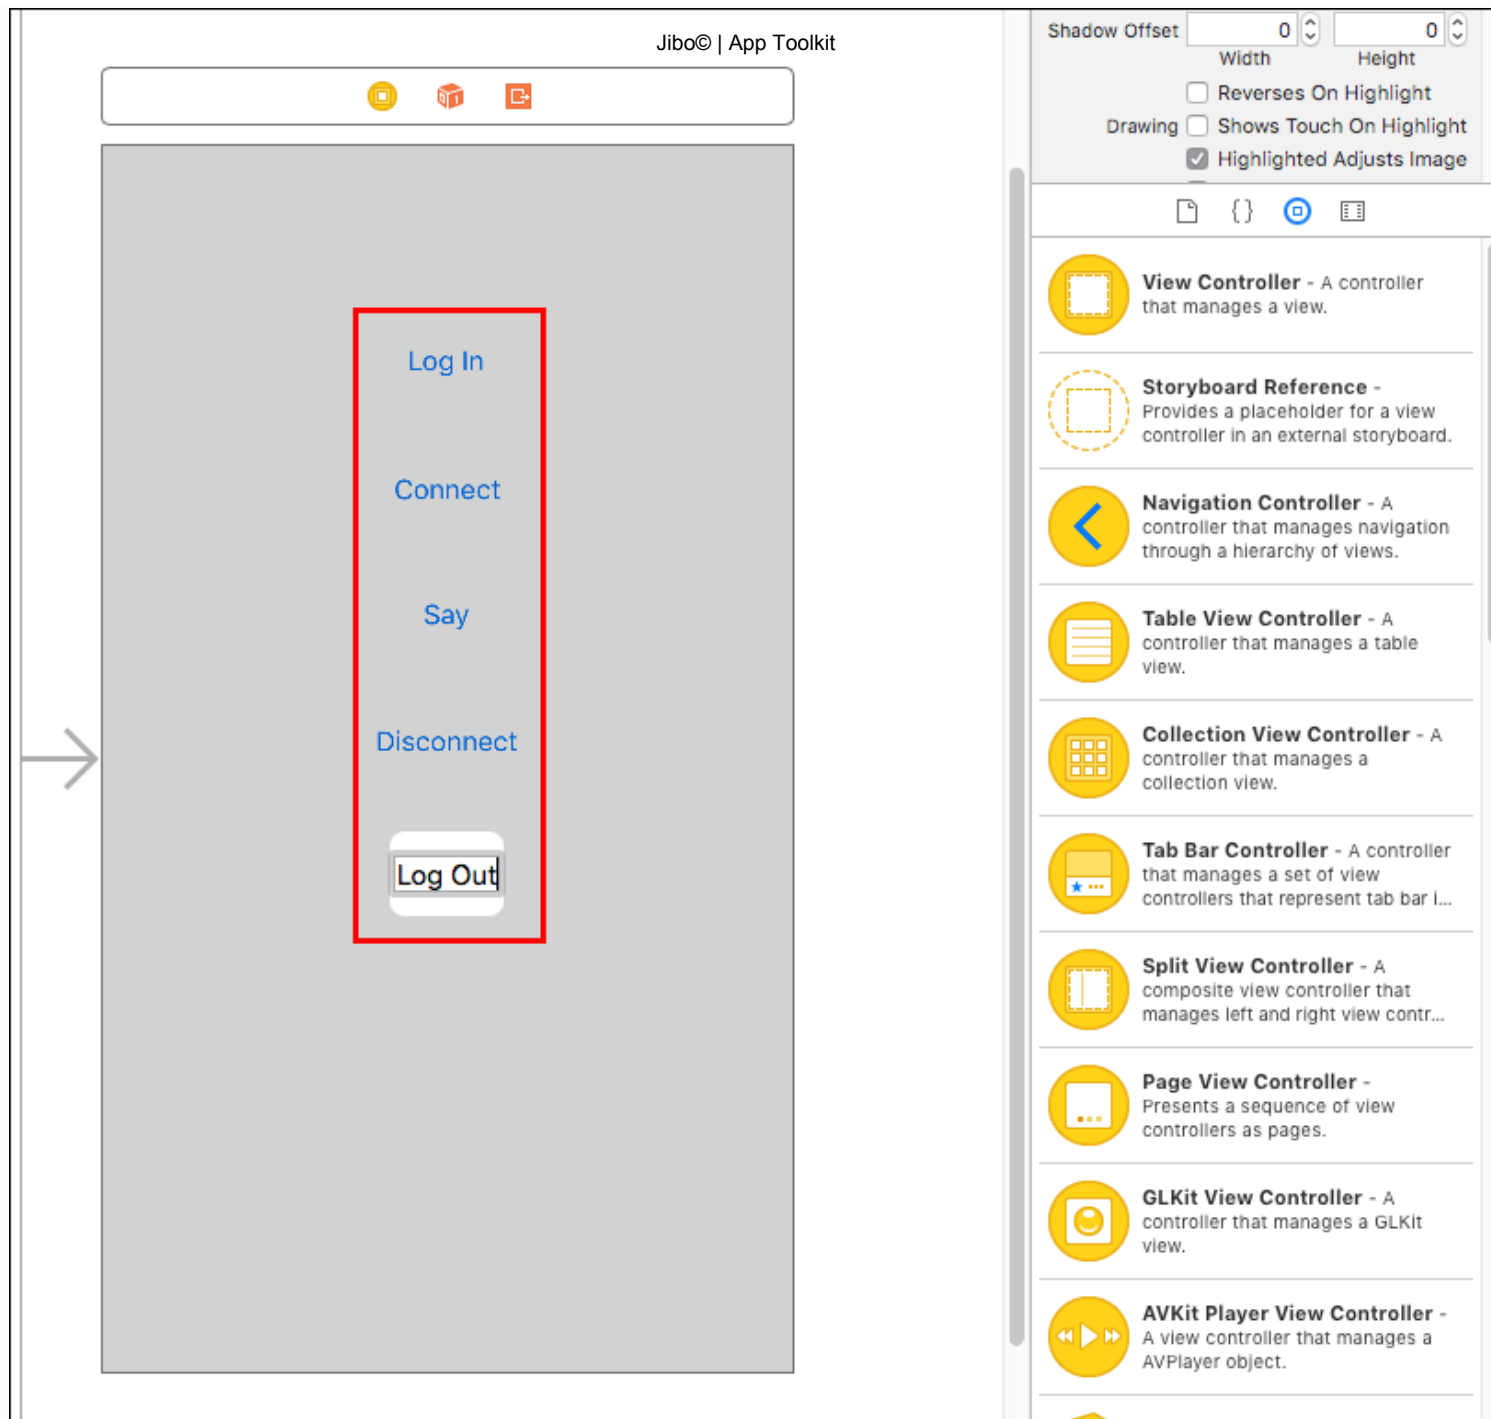 Jibo© | App Toolkit
Log In
Connect
Say
Disconnect
Log Out
Shadow Offset 0 0
Width Height
Reverses On Highlight
Drawing Shows Touch On Highlight
Highlighted Adjusts Image
{}
View Controller - A controller
that manages a view.
Storyboard Reference -
Provides a placeholder for a view
controller in an external storyboard.
Navigation Controller - A
controller that manages navigation
through a hierarchy of views.
Table View Controller - A
controller that manages a table
view.
Collection View Controller - A
controller that manages a
collection view.
Tab Bar Controller - A controller
that manages a set of view
controllers that represent tab bar i...
Split View Controller - A
composite view controller that
manages left and right view contr...
Page View Controller -
Presents a sequence of view
controllers as pages.
GLKit View Controller - A
controller that manages a GLKit
view.
AVKit Player View Controller -
A view controller that manages a
AVPlayer object.